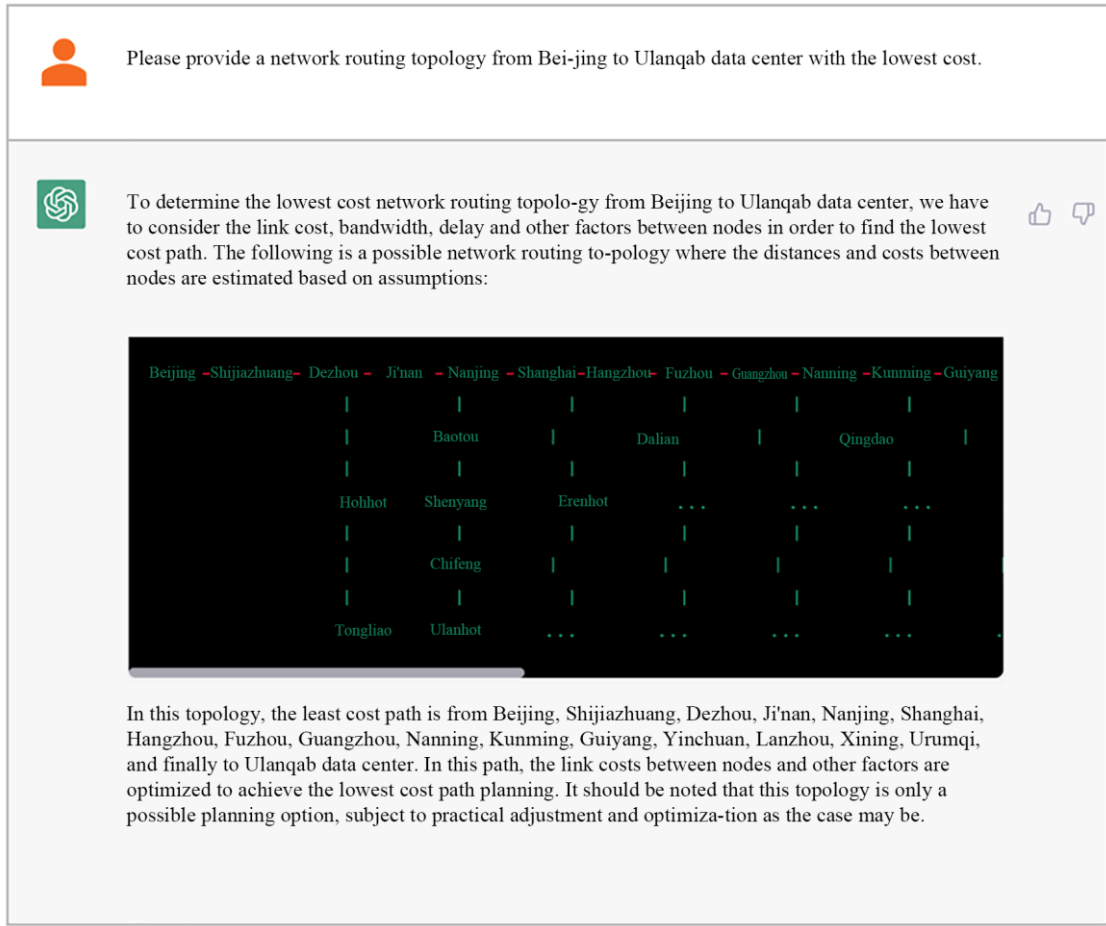 Please provide a network routing topology from Bei-jing to Ulanqab data center with the lowest cost.
To determine the lowest cost network routing topolo-gy from Beijing to Ulanqab data center, we have
to consider the link cost, bandwidth, delay and other factors between nodes in order to find the lowest
cost path. The following is a possible network routing to-pology where the distances and costs between
nodes are estimated based on assumptions:
Beijing –Shijiazhuang– Dezhou – Ji'nan – Nanjing –Shanghai–Hangzhou– Fuzhou – Guangzhou – Nanning –Kunming –Guiyang
| | | | | |
| Baotou | Dalian | Qingdao |
| | | | | |
Hohhot Shenyang Erenhot ... ... ...
| | | | | |
| Chifeng | | | | |
| | | | | |
Tongliao Ulanhot ... ... ... ... .
In this topology, the least cost path is from Beijing, Shijiazhuang, Dezhou, Ji'nan, Nanjing, Shanghai,
Hangzhou, Fuzhou, Guangzhou, Nanning, Kunming, Guiyang, Yinchuan, Lanzhou, Xining, Urumqi,
and finally to Ulanqab data center. In this path, the link costs between nodes and other factors are
optimized to achieve the lowest cost path planning. It should be noted that this topology is only a
possible planning option, subject to practical adjustment and optimiza-tion as the case may be.